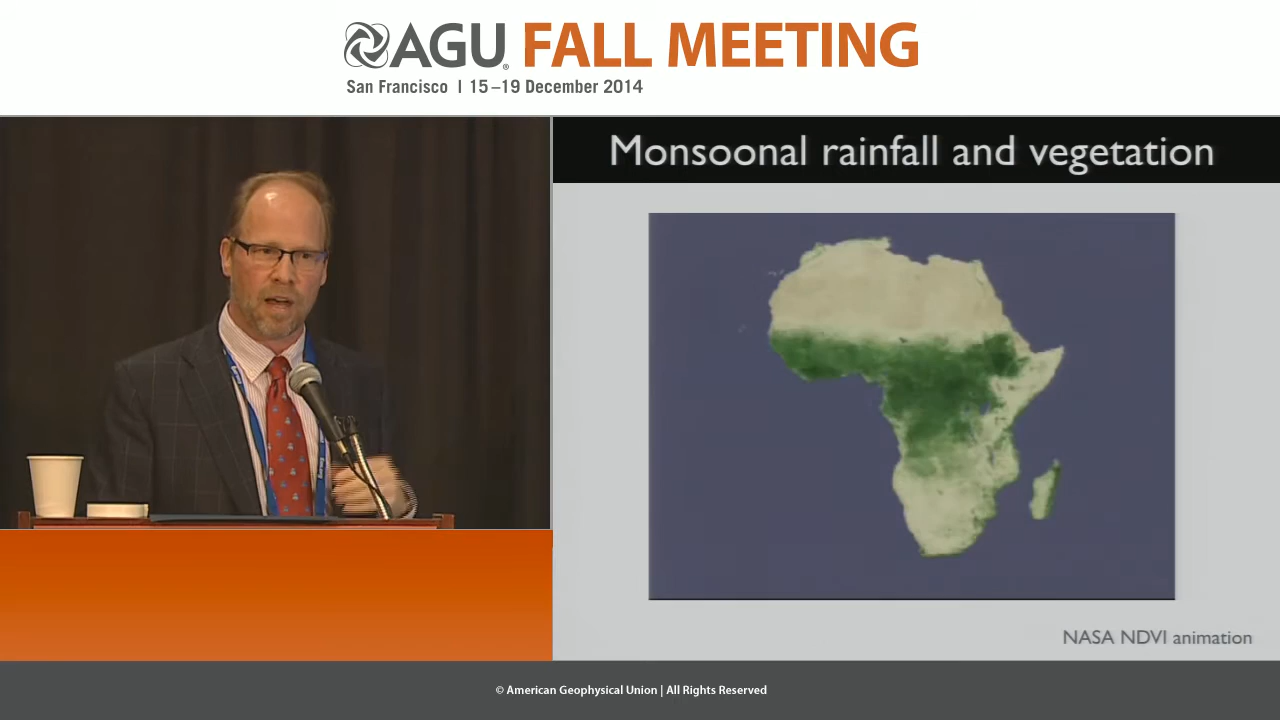 AGU® FALL MEETING
San Francisco | 15–19 December 2014
Monsoonal rainfall and vegetation
NASA NDVI animation
© American Geophysical Union | All Rights Reserved